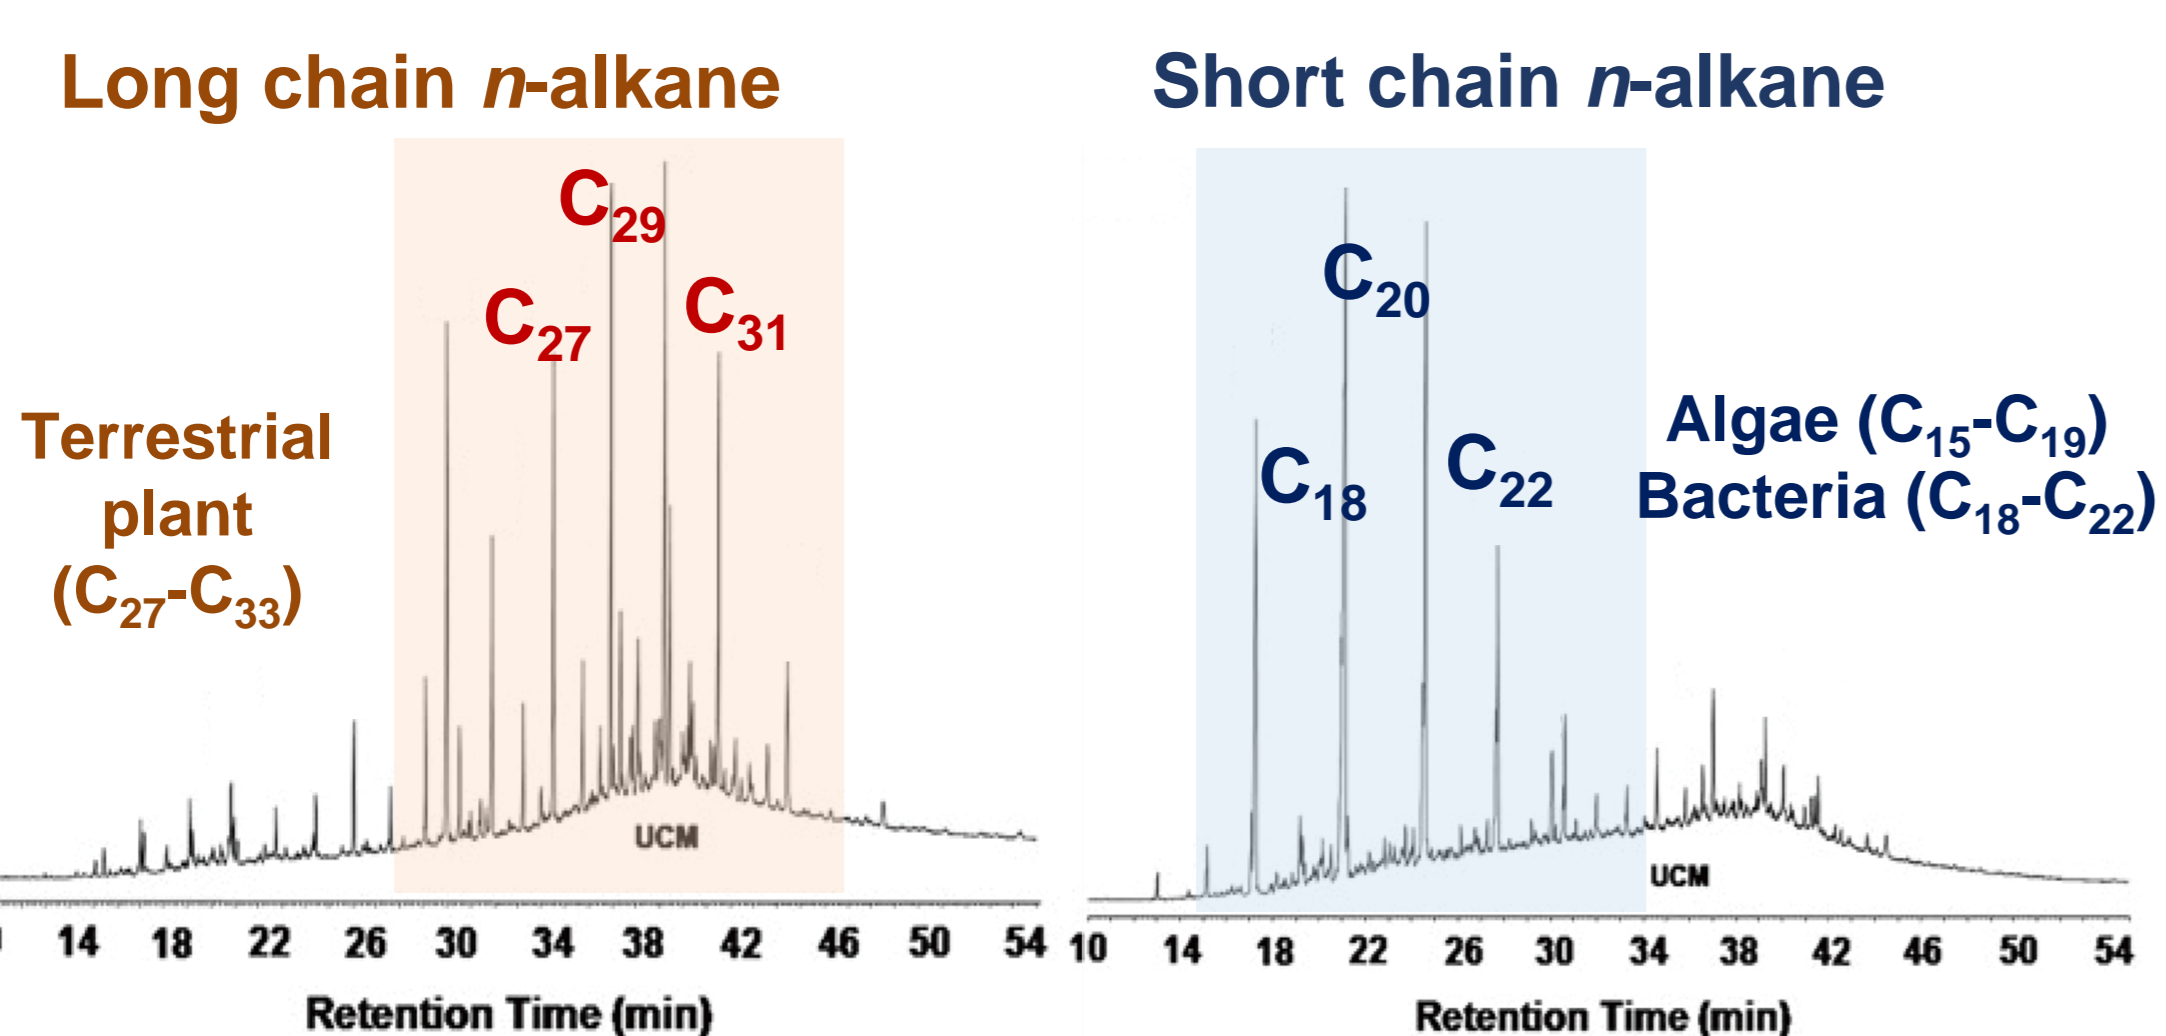 Long chain n-alkane
C29
C27
C31
Terrestrial
plant
(C27-C33)
UCM
14 18 22 26 30 34 38 42 46 50 54
Retention Time (min)
Short chain n-alkane
C20
C18
C22
Algae (C15-C19)
Bacteria (C18-C22)
UCM
10 14 18 22 26 30 34 38 42 46 50 54
Retention Time (min)